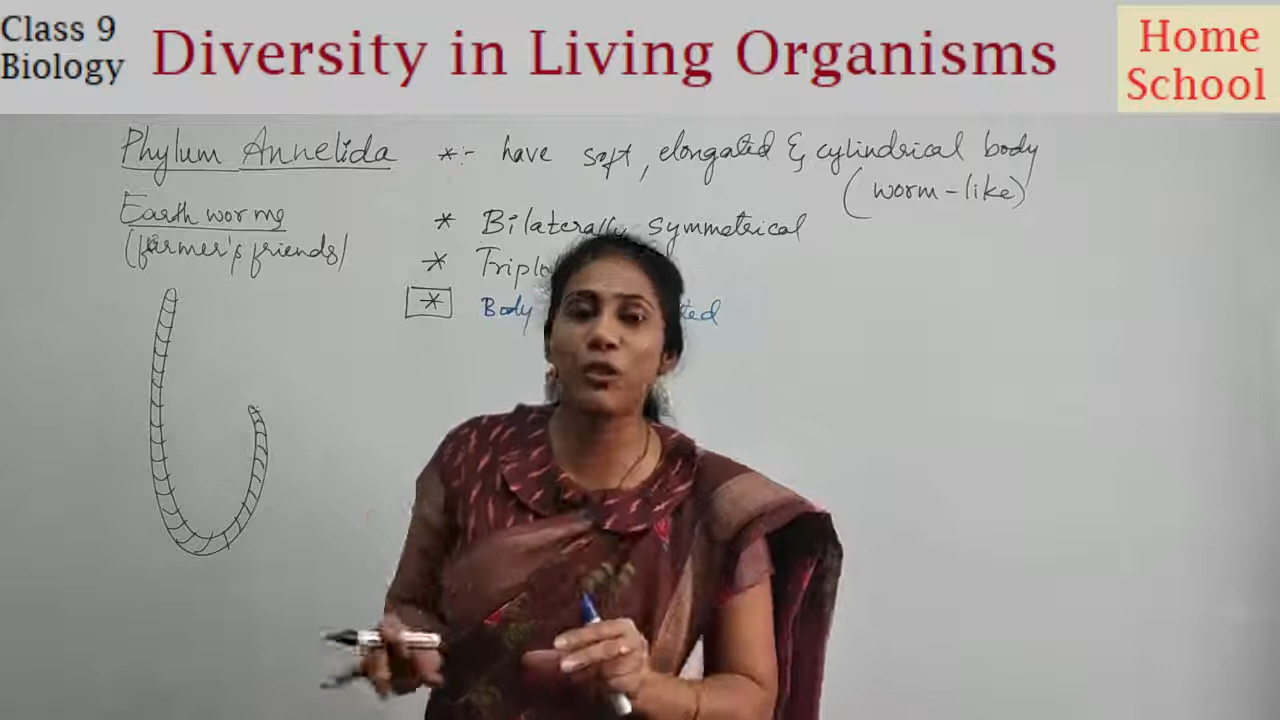 Class 9
Biology
Diversity in Living Organisms
Home
School
Phylum Annelida
*:- have soft, elongated & cylindrical body
(worm-like)
Earth worms
(farmer's friends)
* Bilaterally symmetrical
* Triplo
* Body